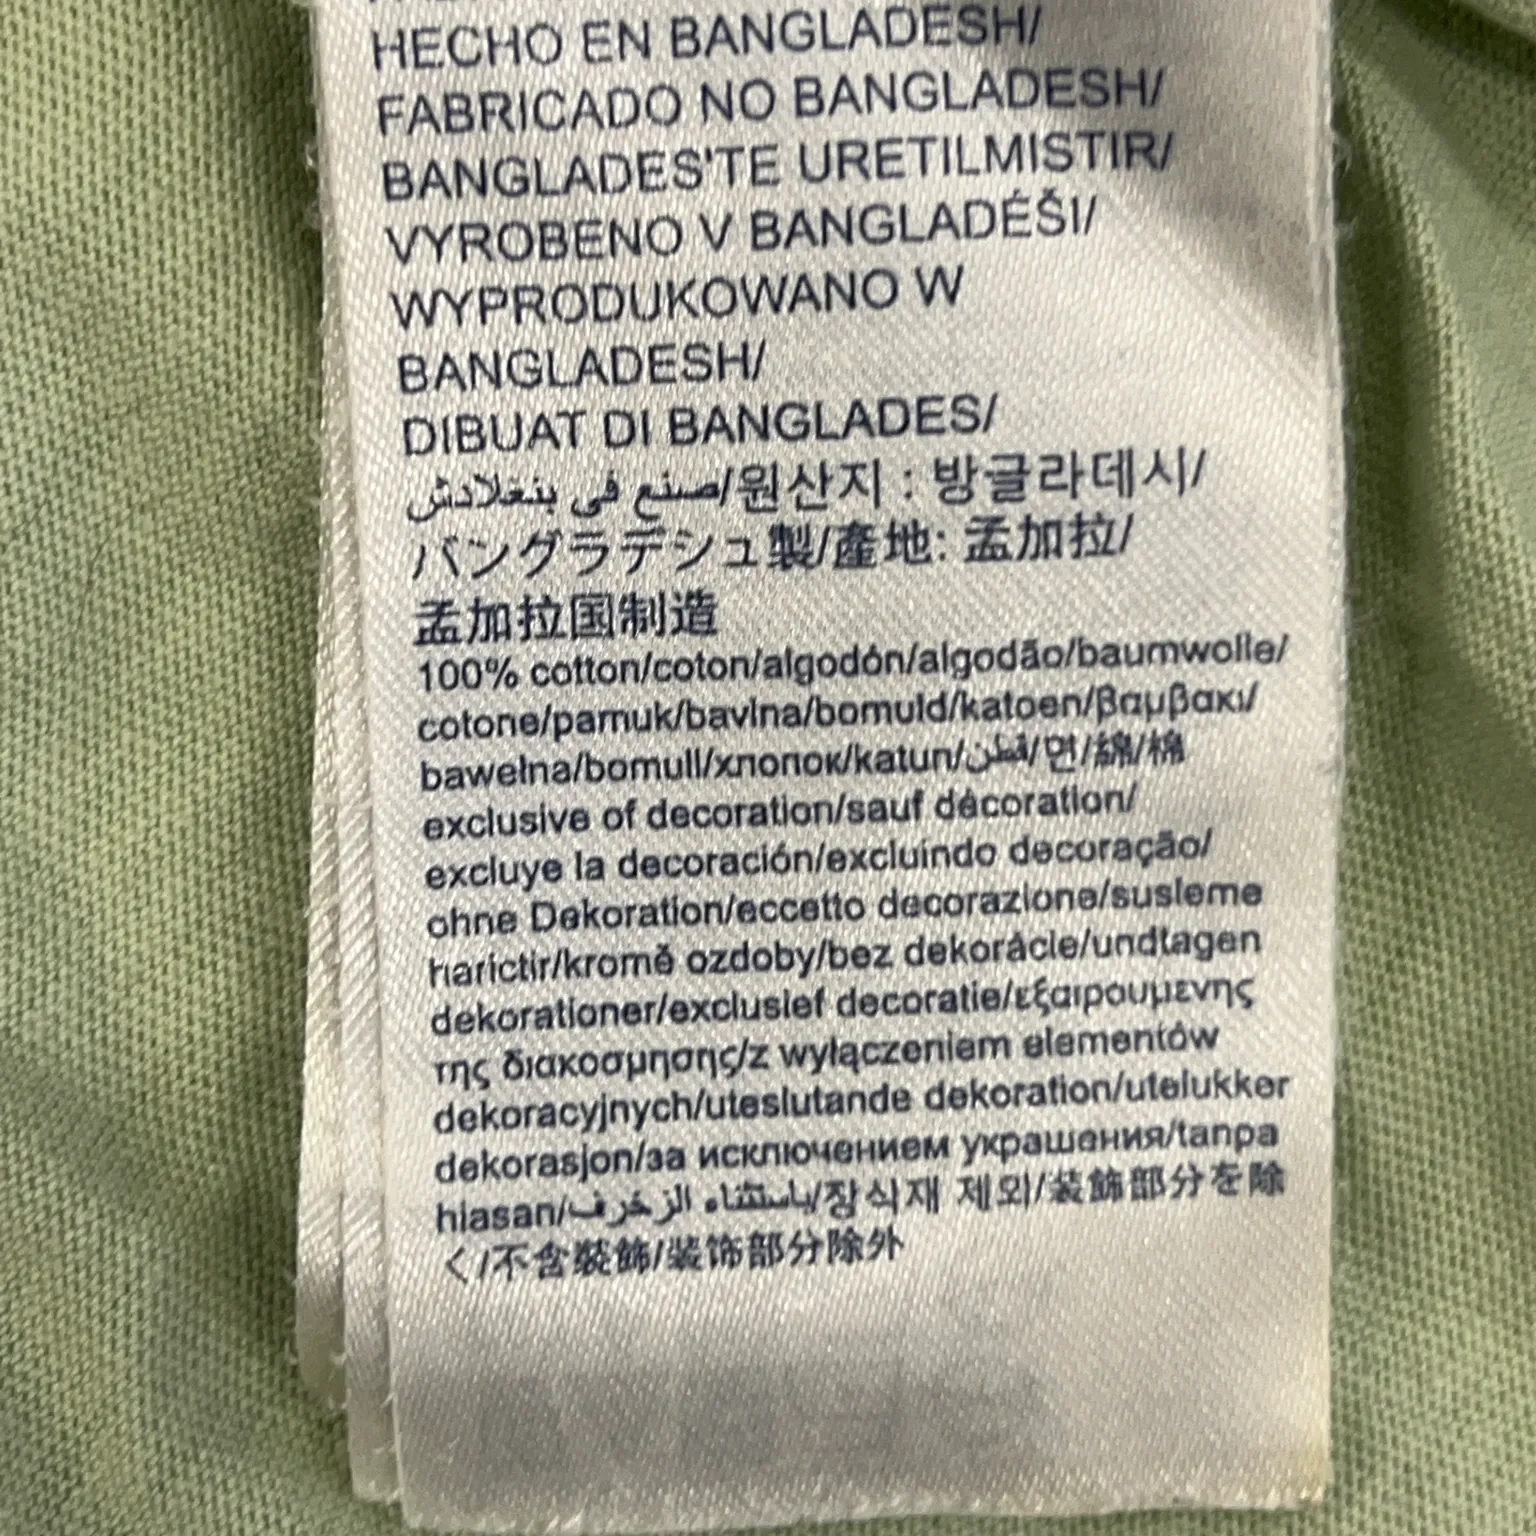 HECHO EN BANGLADESH/
FABRICADO NO BANGLADESH/
BANGLADES'TE URETILMISTIR/
VYROBENO V BANGLADÉŠI/
WYPRODUKOWANO W
BANGLADESH/
DIBUAT DI BANGLADES/
صنع في بنغلادش/원산지 : 방글라데시/
バングラデシュ製/產地: 孟加拉/
孟加拉国制造
100% cotton/coton/algodón/algodão/baumwolle/
cotone/pamuk/bavlna/bomuld/katoen/βαμβακι/
bawełna/bomull/хлопок/katun/قطن/면/綿/棉
exclusive of decoration/sauf décoration/
excluye la decoración/excluindo decoração/
ohne Dekoration/eccetto decorazione/susleme
harictir/kromě ozdoby/bez dekorácie/undtagen
dekorationer/exclusief decoratie/εξαιρουμενης
της διακοσμησης/z wyłączeniem elementów
dekoracyjnych/uteslutande dekoration/utelukker
dekorasjon/за исключением украшения/tanpa
hiasan/باستثناء الزخرف/장식재 제외/装飾部分を除
く/不含裝飾/装饰部分除外